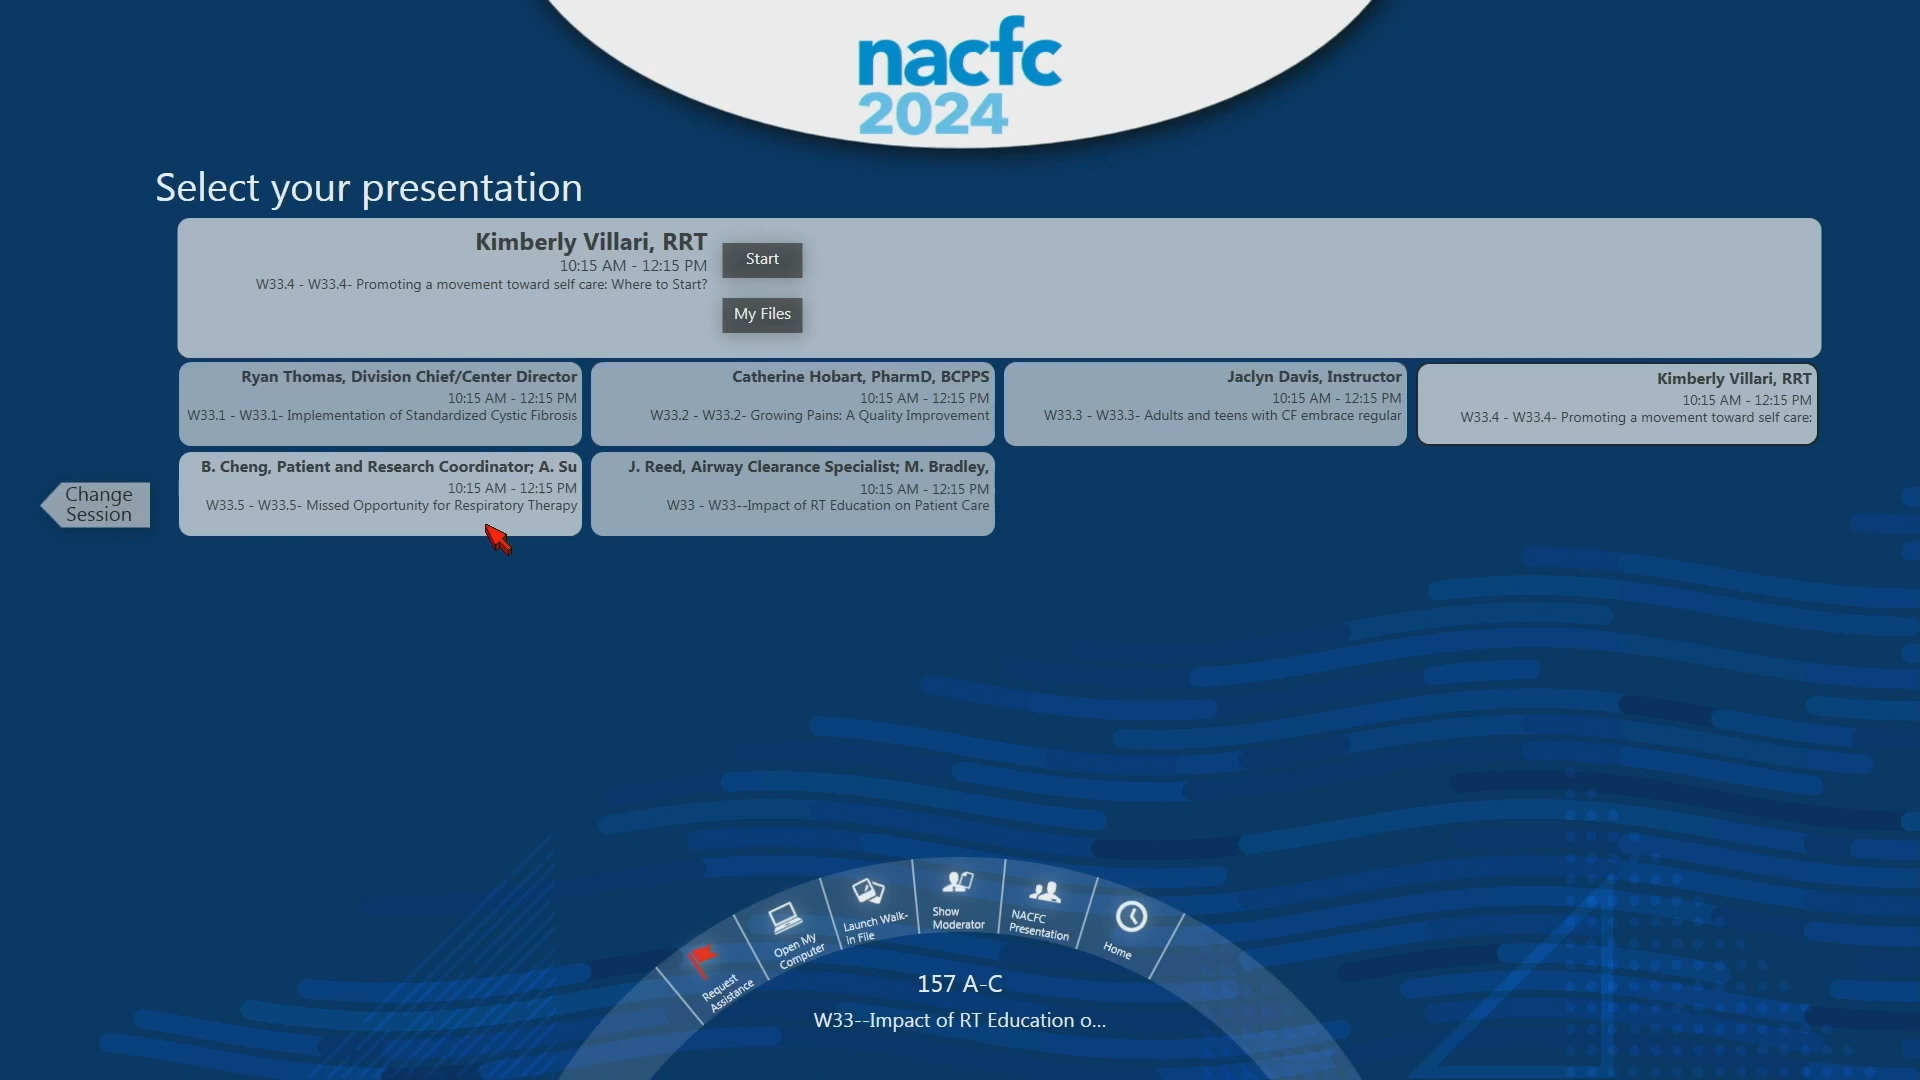 nacfc
2024
Select your presentation
Kimberly Villari, RRT
10:15 AM - 12:15 PM
W33.4 - W33.4- Promoting a movement toward self care: Where to Start?
Start
My Files
Ryan Thomas, Division Chief/Center Director
10:15 AM - 12:15 PM
W33.1 - W33.1- Implementation of Standardized Cystic Fibrosis
Catherine Hobart, PharmD, BCPPS
10:15 AM - 12:15 PM
W33.2 - W33.2- Growing Pains: A Quality Improvement
Jaclyn Davis, Instructor
10:15 AM - 12:15 PM
W33.3 - W33.3- Adults and teens with CF embrace regular
Kimberly Villari, RRT
10:15 AM - 12:15 PM
W33.4 - W33.4- Promoting a movement toward self care:
B. Cheng, Patient and Research Coordinator; A. Su
10:15 AM - 12:15 PM
W33.5 - W33.5- Missed Opportunity for Respiratory Therapy
J. Reed, Airway Clearance Specialist; M. Bradley,
10:15 AM - 12:15 PM
W33 - W33--Impact of RT Education on Patient Care
Change
Session
Request
Assistance
Open My
Computer
Launch Walk-
in File
Show
Moderator
NACFC
Presentation
Home
157 A-C
W33--Impact of RT Education o...